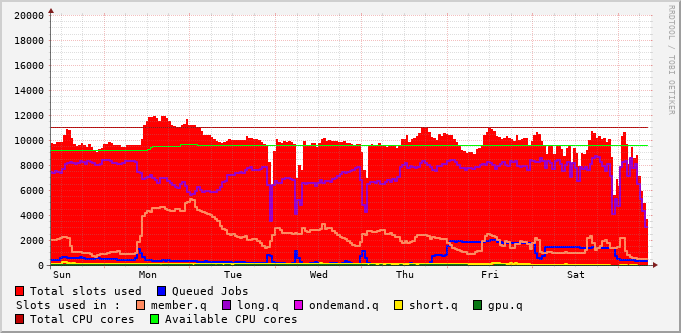 20000
18000
16000
14000
12000
10000
8000
6000
4000
2000
0
Sun Mon Tue Wed Thu Fri Sat
RRDTOOL / TOBI OETIKER
Total slots used Queued Jobs
Slots used in : member.q long.q ondemand.q short.q gpu.q
Total CPU cores Available CPU cores